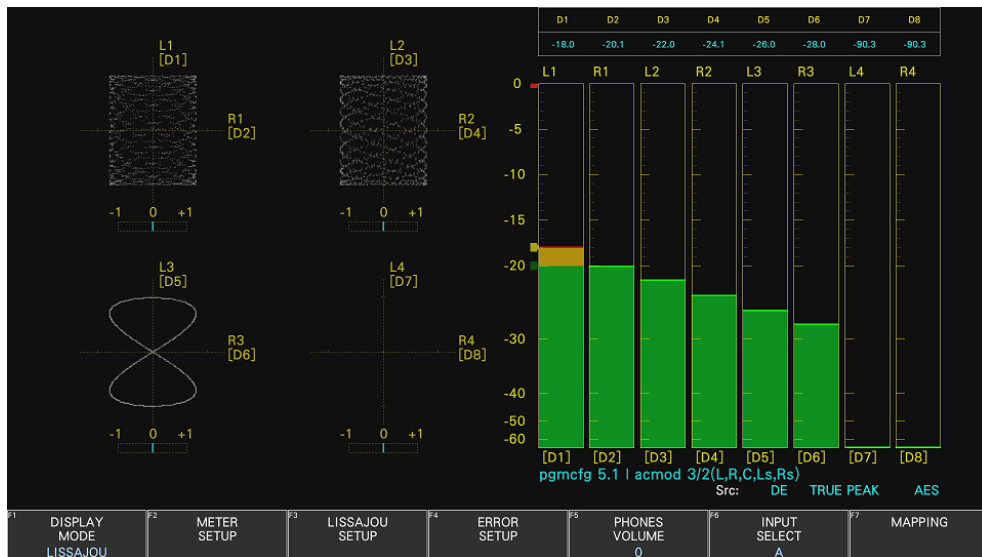 D1 D2 D3 D4 D5 D6 D7 D8
-18.0 -20.1 -22.0 -24.1 -26.0 -28.0 -90.3 -90.3
L1
[D1]
R1
[D2]
-1 0 +1
L2
[D3]
R2
[D4]
-1 0 +1
L3
[D5]
R3
[D6]
-1 0 +1
L4
[D7]
R4
[D8]
-1 0 +1
L1 R1 L2 R2 L3 R3 L4 R4
0
-5
-10
-15
-20
-30
-40
-50
-60
[D1] [D2] [D3] [D4] [D5] [D6] [D7] [D8]
pgmcfg 5.1 | acmod 3/2(L,R,C,Ls,Rs)
Src: DE TRUE PEAK AES
F1 DISPLAY
MODE
LISSAJOU
F2 METER
SETUP
F3 LISSAJOU
SETUP
F4 ERROR
SETUP
F5 PHONES
VOLUME
0
F6 INPUT
SELECT
A
F7 MAPPING